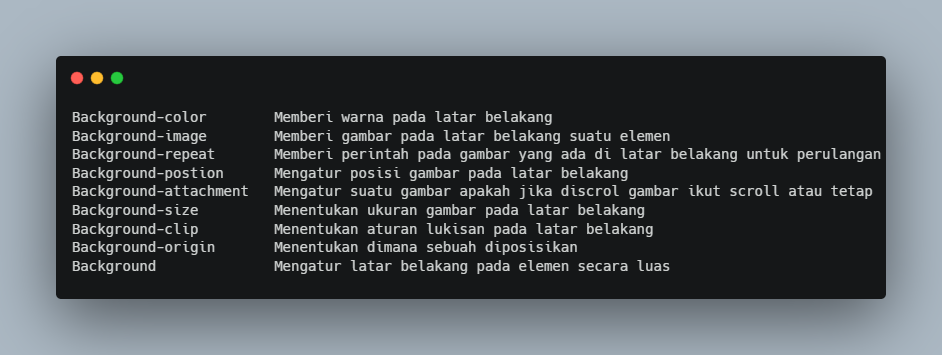 Background-color Memberi warna pada latar belakang
Background-image Memberi gambar pada latar belakang suatu elemen
Background-repeat Memberi perintah pada gambar yang ada di latar belakang untuk perulangan
Background-postion Mengatur posisi gambar pada latar belakang
Background-attachment Mengatur suatu gambar apakah jika discrol gambar ikut scroll atau tetap
Background-size Menentukan ukuran gambar pada latar belakang
Background-clip Menentukan aturan lukisan pada latar belakang
Background-origin Menentukan dimana sebuah diposisikan
Background Mengatur latar belakang pada elemen secara luas